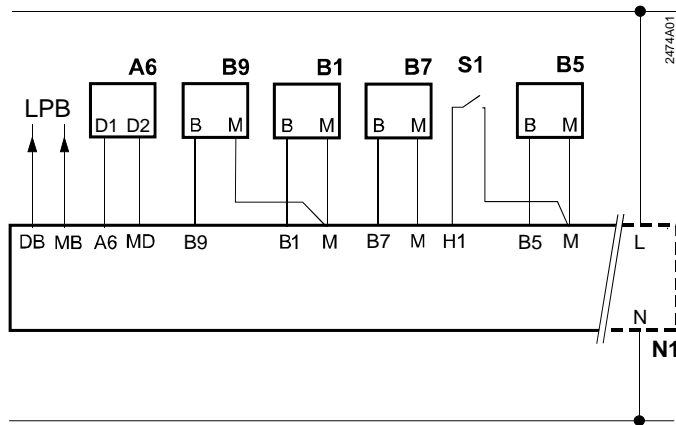 2474A01
A6 B9 B1 B7 S1 B5
LPB
D1 D2 B M B M B M B M
DB MB A6 MD B9 B1 M B7 M H1 B5 M L
N
N1